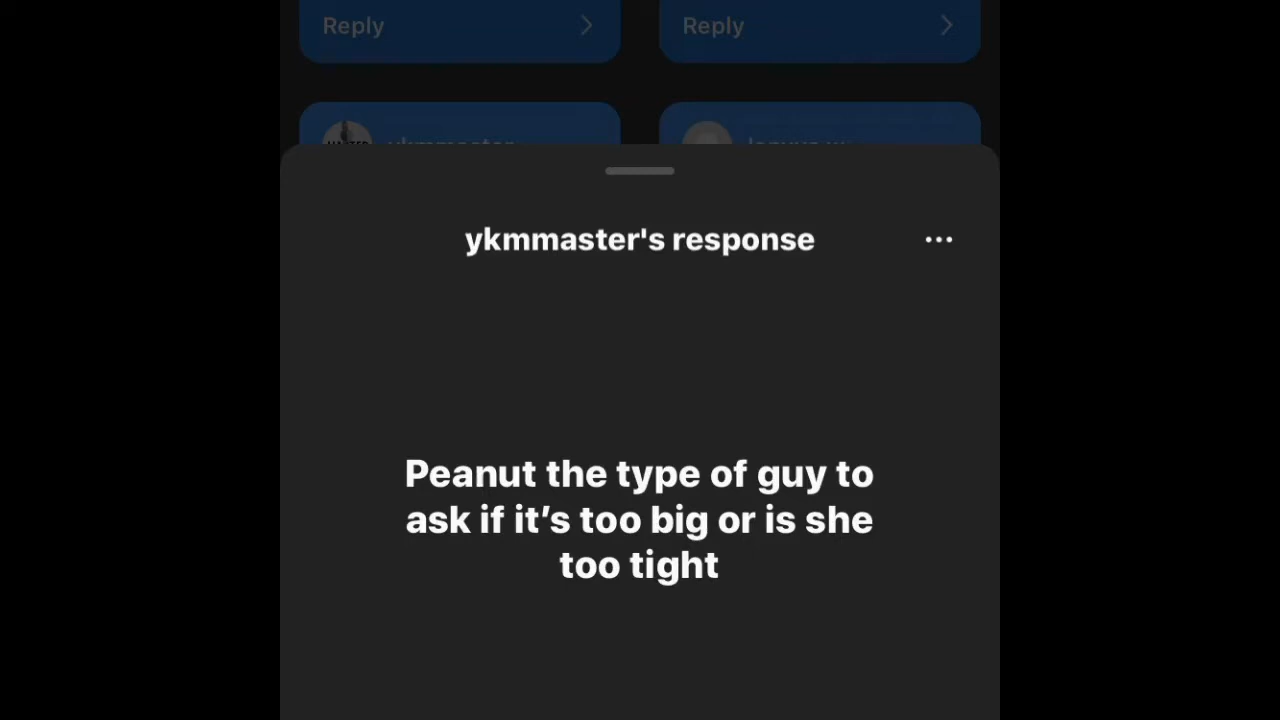 Reply
Reply
ykmmaster
ykmmaster's response
Peanut the type of guy to
ask if it’s too big or is she
too tight